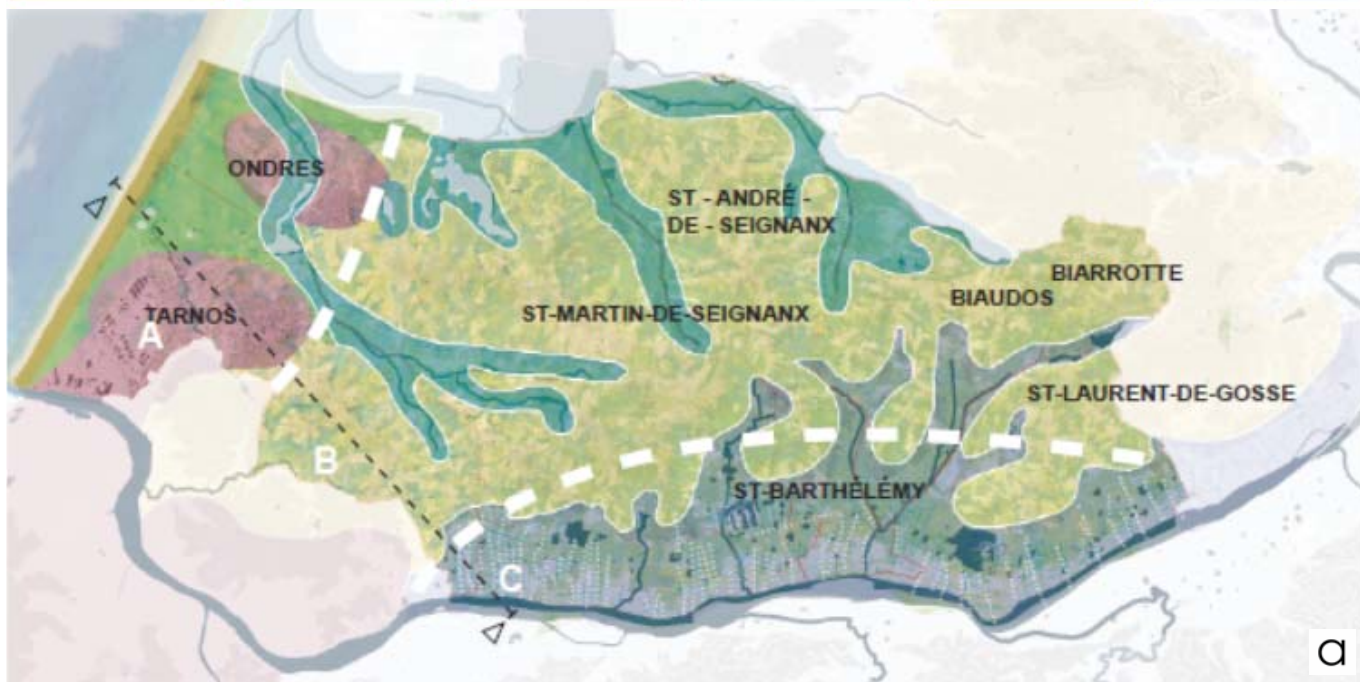 ONDRES
ST - ANDRÉ -
DE - SEIGNANX
BIARROTTE
BIAUDOS
TARNOS
ST-MARTIN-DE-SEIGNANX
A
ST-LAURENT-DE-GOSSE
B
ST-BARTHÉLÉMY
C
a